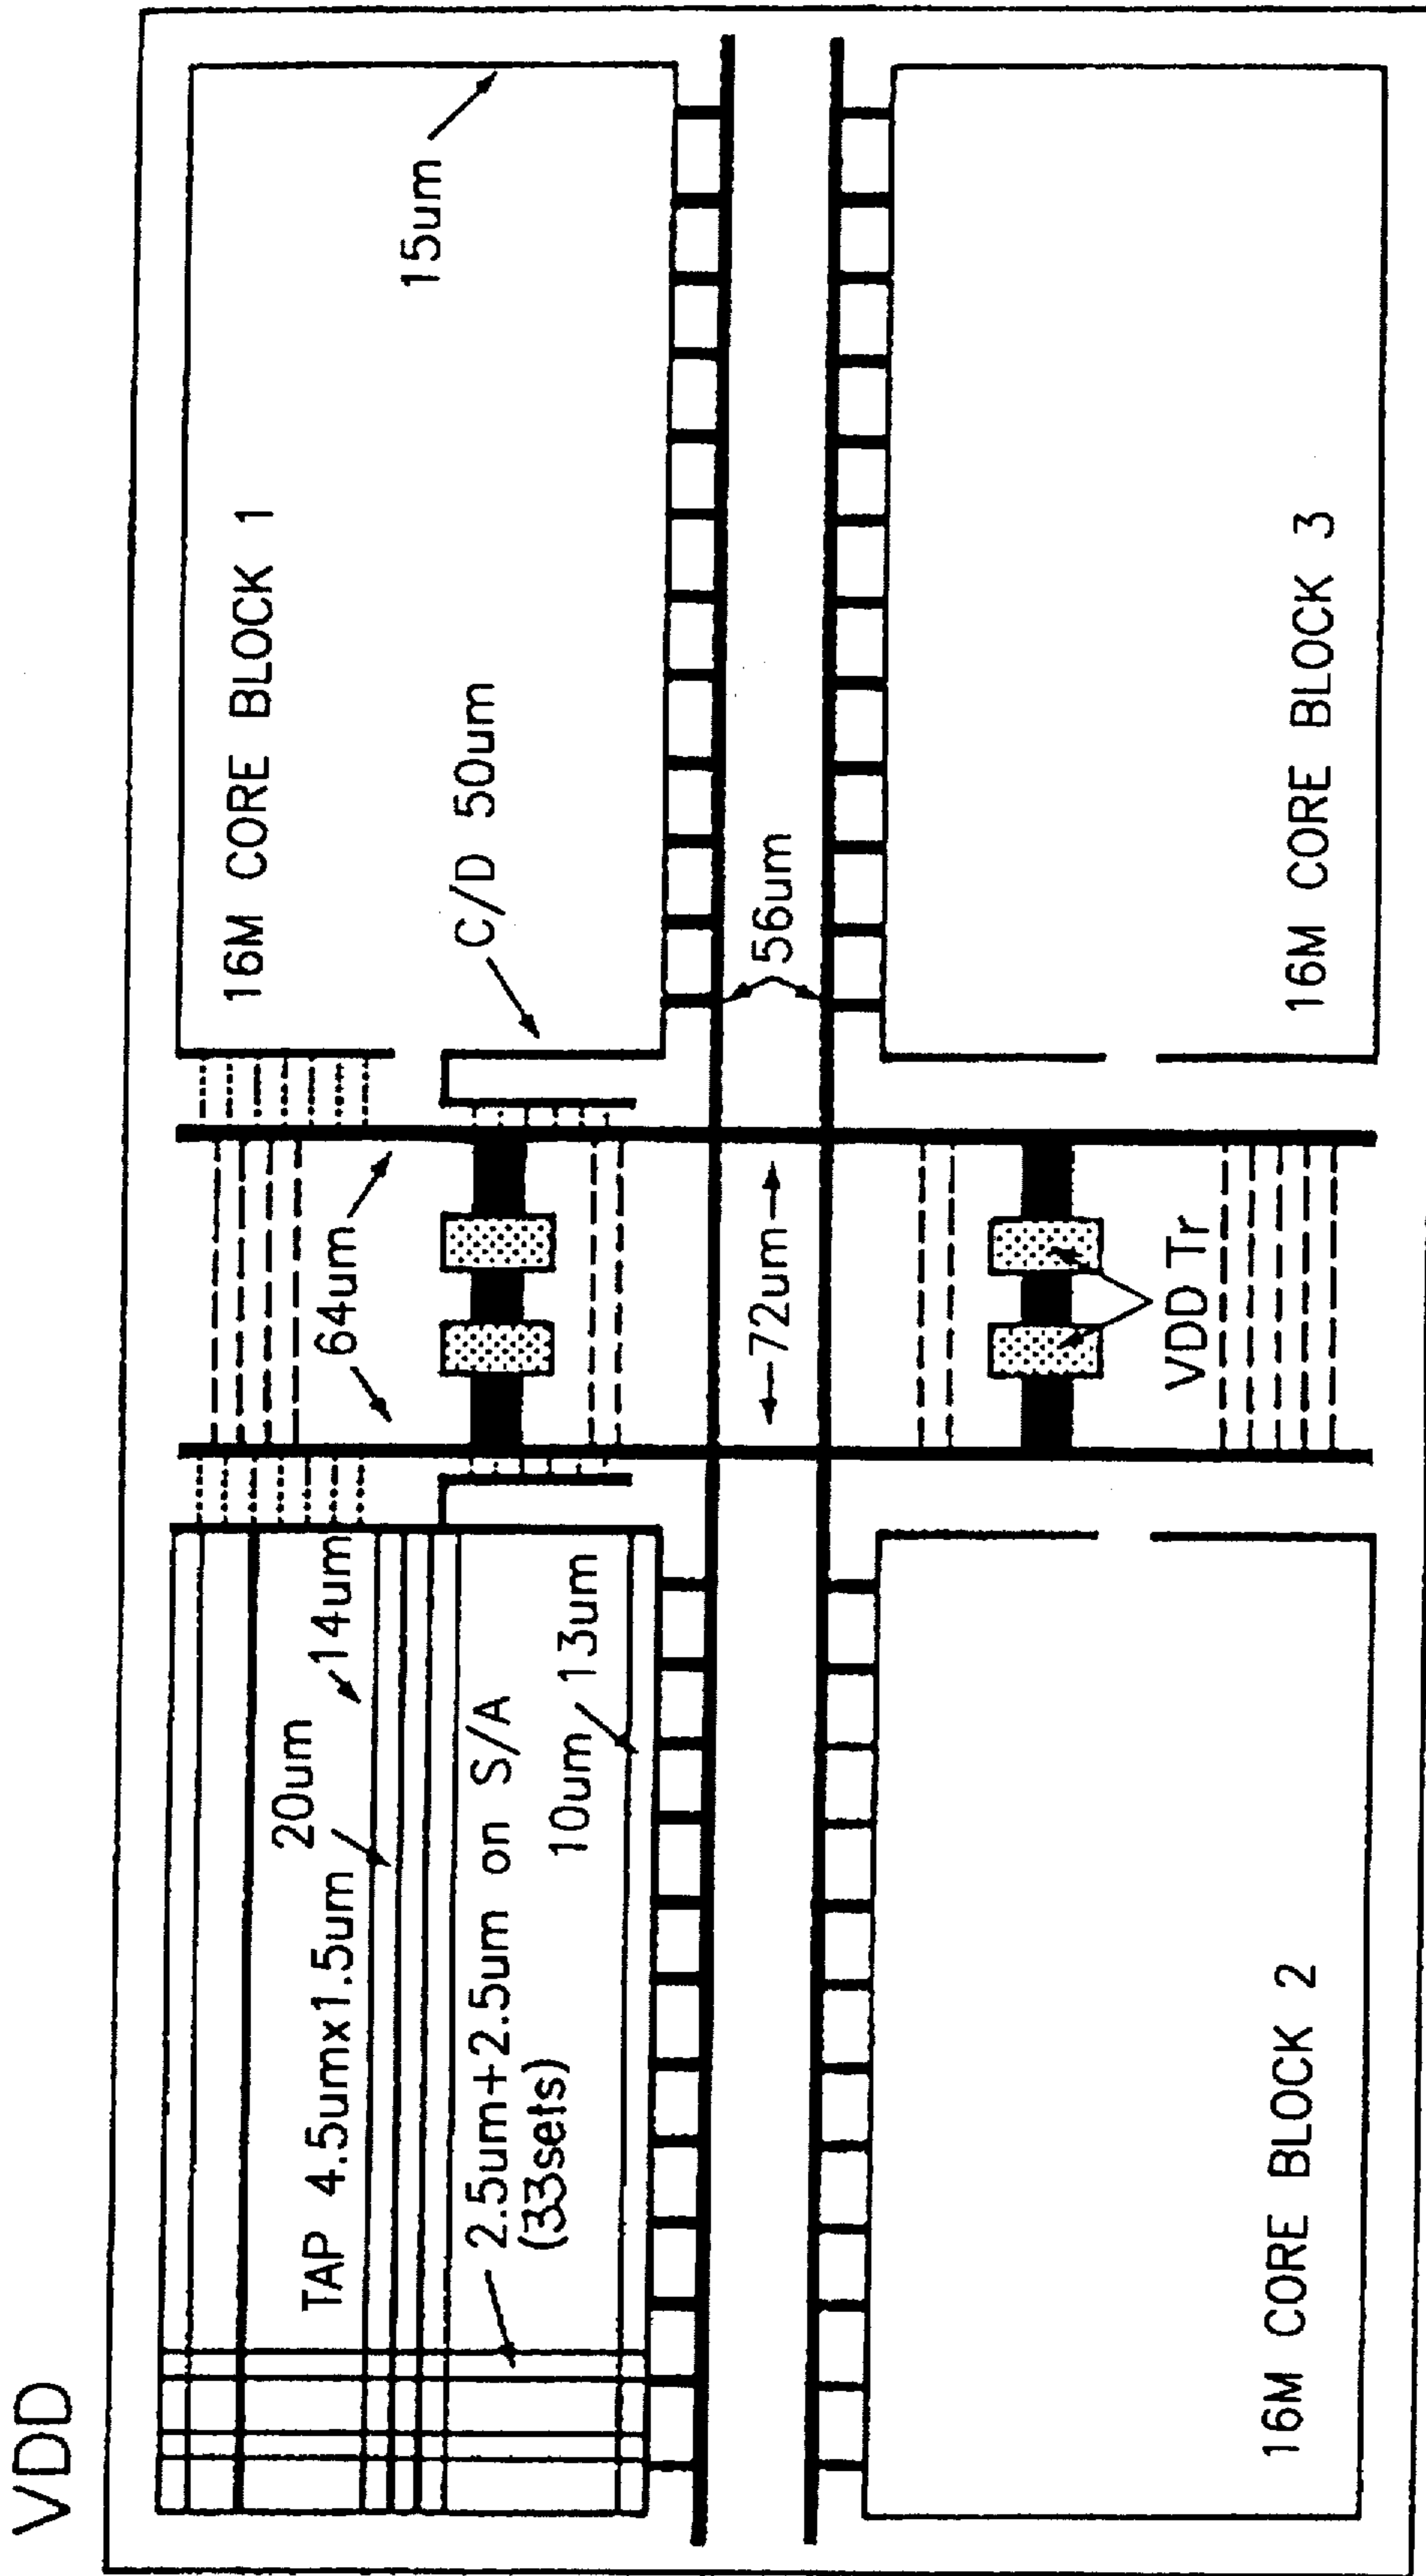 VDD
16M CORE BLOCK 1
15um
C/D 50um
64um
14um
20um
TAP 4.5umx1.5um
2.5um+2.5um on S/A
(33sets)
10um
13um
56um
72um
VDD Tr
16M CORE BLOCK 2
16M CORE BLOCK 3